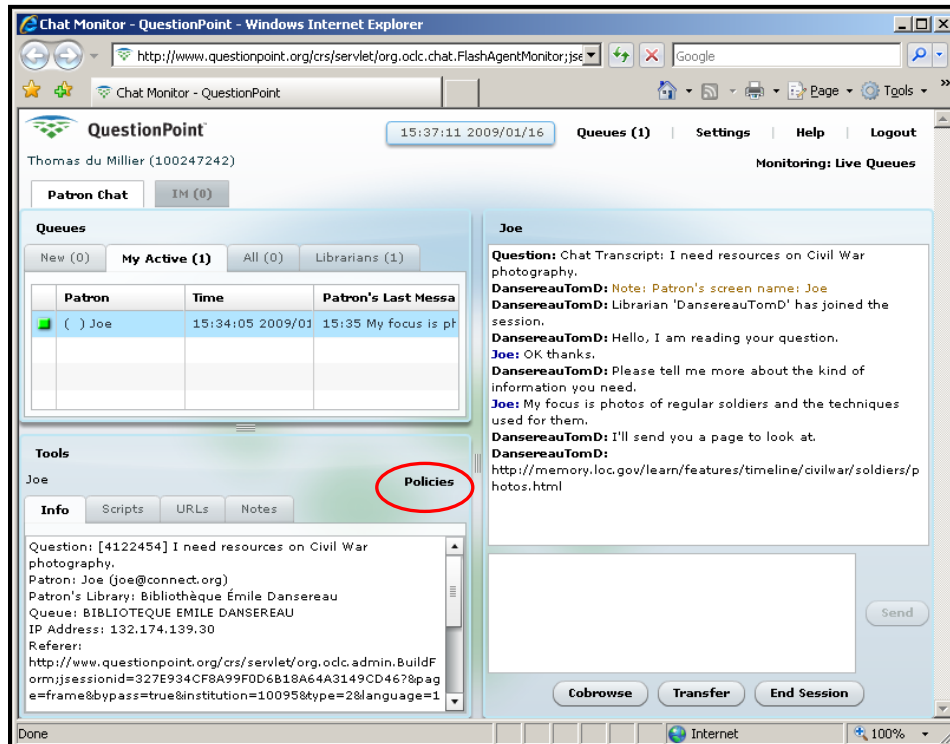 Chat Monitor - QuestionPoint - Windows Internet Explorer
http://www.questionpoint.org/crs/servlet/org.oclc.chat.FlashAgentMonitor;jse
Google
Chat Monitor - QuestionPoint
Page
Tools
»
QuestionPoint
15:37:11 2009/01/16
Queues (1) | Settings | Help | Logout
Thomas du Millier (100247242)
Monitoring: Live Queues
Patron Chat
IM (0)
Queues
New (0)
My Active (1)
All (0)
Librarians (1)
Patron
Time
Patron's Last Messa
( ) Joe
15:34:05 2009/01
15:35 My focus is ph
Tools
Joe
Policies
Info
Scripts
URLs
Notes
Question: [4122454] I need resources on Civil War
photography.
Patron: Joe (joe@connect.org)
Patron's Library: Bibliothèque Émile Dansereau
Queue: BIBLIOTEQUE EMILE DANSEREAU
IP Address: 132.174.139.30
Referer:
http://www.questionpoint.org/crs/servlet/org.oclc.admin.BuildF
orm;jsessionid=327E934CF8A99F0D6B18A64A3149CD46?&pag
e=frame&bypass=true&institution=10095&type=2&language=1
Joe
Question: Chat Transcript: I need resources on Civil War
photography.
DansereauTomD: Note: Patron's screen name: Joe
DansereauTomD: Librarian 'DansereauTomD' has joined the
session.
DansereauTomD: Hello, I am reading your question.
Joe: OK thanks.
DansereauTomD: Please tell me more about the kind of
information you need.
Joe: My focus is photos of regular soldiers and the techniques
used for them.
DansereauTomD: I'll send you a page to look at.
DansereauTomD:
http://memory.loc.gov/learn/features/timeline/civilwar/soldiers/p
hotos.html
Send
Cobrowse
Transfer
End Session
Done
Internet
100%